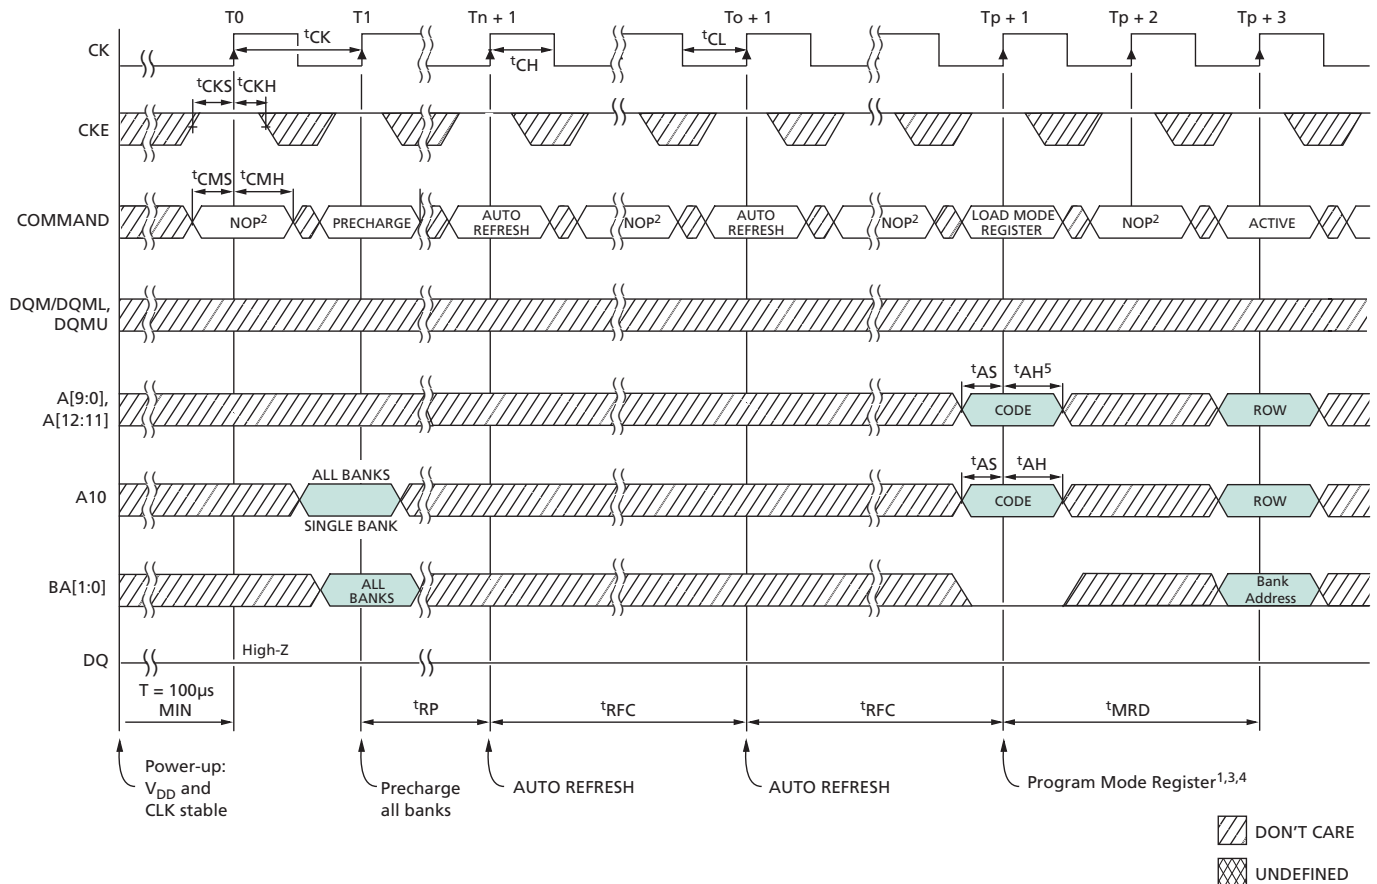 T0 T1 Tn + 1 To + 1 Tp + 1 Tp + 2 Tp + 3
CK
tCK
tCH
tCL
tCKS tCKH
CKE
tCMS tCMH
COMMAND
NOP2
PRECHARGE
AUTO
REFRESH
NOP2
AUTO
REFRESH
NOP2
LOAD MODE
REGISTER
NOP2
ACTIVE
DQM/DQML,
DQMU
A[9:0],
A[12:11]
tAS tAH5
CODE
ROW
A10
ALL BANKS
SINGLE BANK
tAS tAH
CODE
ROW
BA[1:0]
ALL
BANKS
Bank
Address
DQ
High-Z
T = 100µs
MIN
tRP
tRFC
tRFC
tMRD
Power-up:
VDD and
CLK stable
Precharge
all banks
AUTO REFRESH
AUTO REFRESH
Program Mode Register1,3,4
DON'T CARE
UNDEFINED